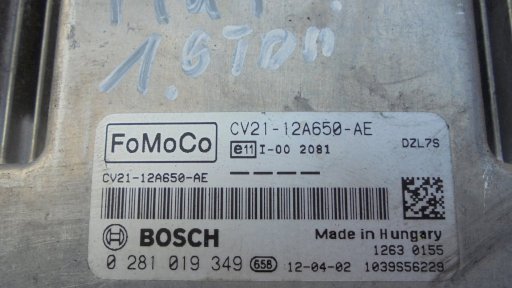 1.6TDCi
FoMoCo
CV21-12A650-AE
e11 I-00 2081
DZL7S
CV21-12A650-AE
BOSCH
Made in Hungary
1263 0155
0 281 019 349 658 12-04-02 1039S56229